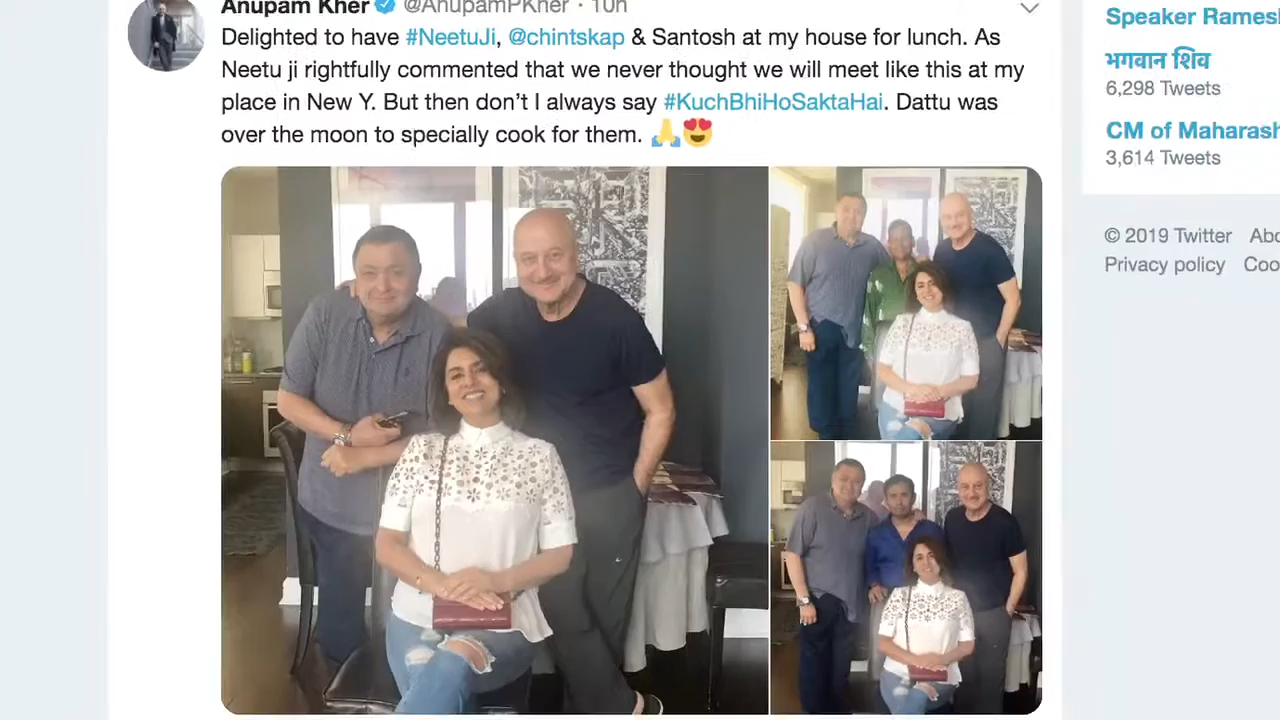 Anupam Kher @AnupamPKher · 10h
Delighted to have #NeetuJi, @chintskap & Santosh at my house for lunch. As
Neetu ji rightfully commented that we never thought we will meet like this at my
place in New Y. But then don’t I always say #KuchBhiHoSaktaHai. Dattu was
over the moon to specially cook for them. 🙏😍
Speaker Ramesh
भगवान शिव
6,298 Tweets
CM of Maharash
3,614 Tweets
© 2019 Twitter Abo
Privacy policy Coo